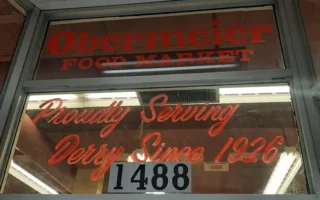 Obermeier
FOOD MARKET
Proudly Serving
Derry Since 1926
1488